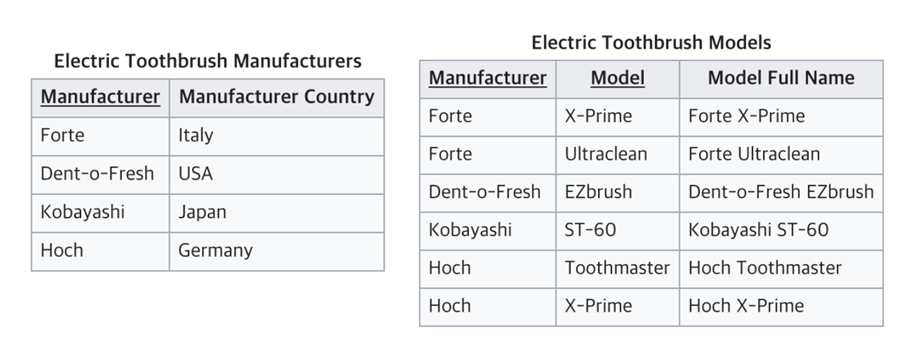 Electric Toothbrush Manufacturers
Manufacturer Manufacturer Country
Forte Italy
Dent-o-Fresh USA
Kobayashi Japan
Hoch Germany
Electric Toothbrush Models
Manufacturer Model Model Full Name
Forte X-Prime Forte X-Prime
Forte Ultraclean Forte Ultraclean
Dent-o-Fresh EZbrush Dent-o-Fresh EZbrush
Kobayashi ST-60 Kobayashi ST-60
Hoch Toothmaster Hoch Toothmaster
Hoch X-Prime Hoch X-Prime